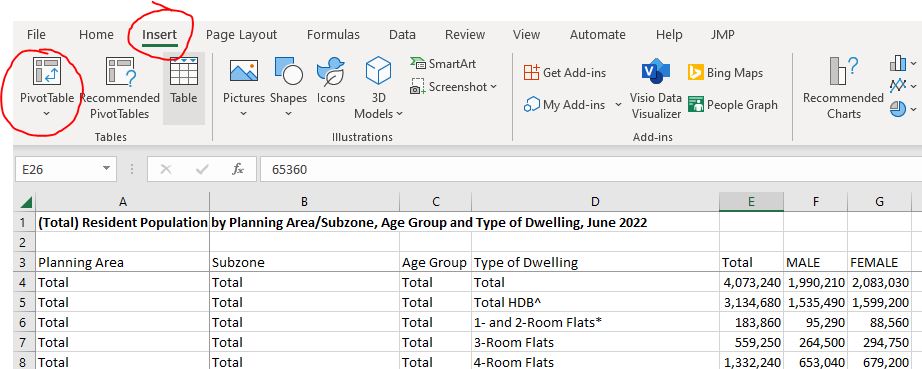 File Home Insert Page Layout Formulas Data Review View Automate Help JMP
PivotTable
Recommended
PivotTables
Table
Tables
Pictures
Shapes
Icons
3D
Models
SmartArt
Screenshot
Illustrations
Get Add-ins
My Add-ins
Visio Data
Visualizer
Bing Maps
People Graph
Add-ins
Recommended
Charts
E26 fx 65360
A B C D E F G
1 (Total) Resident Population by Planning Area/Subzone, Age Group and Type of Dwelling, June 2022
2
3 Planning Area Subzone Age Group Type of Dwelling Total MALE FEMALE
4 Total Total Total Total 4,073,240 1,990,210 2,083,030
5 Total Total Total Total HDB^ 3,134,680 1,535,490 1,599,200
6 Total Total Total 1- and 2-Room Flats* 183,860 95,290 88,560
7 Total Total Total 3-Room Flats 559,250 264,500 294,750
8 Total Total Total 4-Room Flats 1,332,240 653,040 679,200